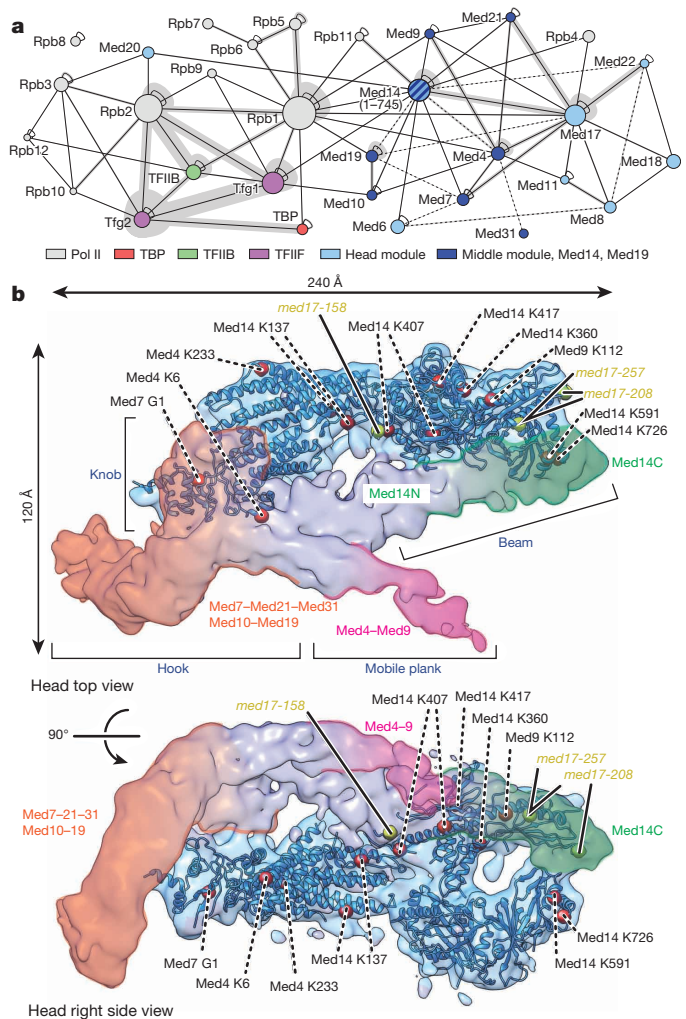 a
Rpb8
Med20
Rpb7
Rpb5
Rpb6
Rpb11
Med9
Med21
Rpb4
Med22
Rpb3
Rpb9
Rpb2
Rpb1
Med14
(1–745)
Med17
Rpb12
TFIIB
Med19
Med4
Med18
Rpb10
Tfg1
Med10
Med7
Med11
Med8
Tfg2
TBP
Med6
Med31
Pol II
TBP
TFIIB
TFIIF
Head module
Middle module, Med14, Med19
b
240 Å
med17-158
Med14 K417
Med14 K137
Med14 K407
Med14 K360
Med4 K233
Med9 K112
Med4 K6
med17-257
Med7 G1
med17-208
Med14 K591
Med14 K726
Knob
120 Å
Med14N
Med14C
Beam
Med7–Med21–Med31
Med10–Med19
Med4–Med9
Hook
Mobile plank
Head top view
90°
med17-158
Med14 K407
Med14 K417
Med14 K360
Med4–9
Med9 K112
med17-257
med17-208
Med7–21–31
Med10–19
Med14C
Med7 G1
Med4 K6
Med4 K233
Med14 K137
Med14 K726
Med14 K591
Head right side view